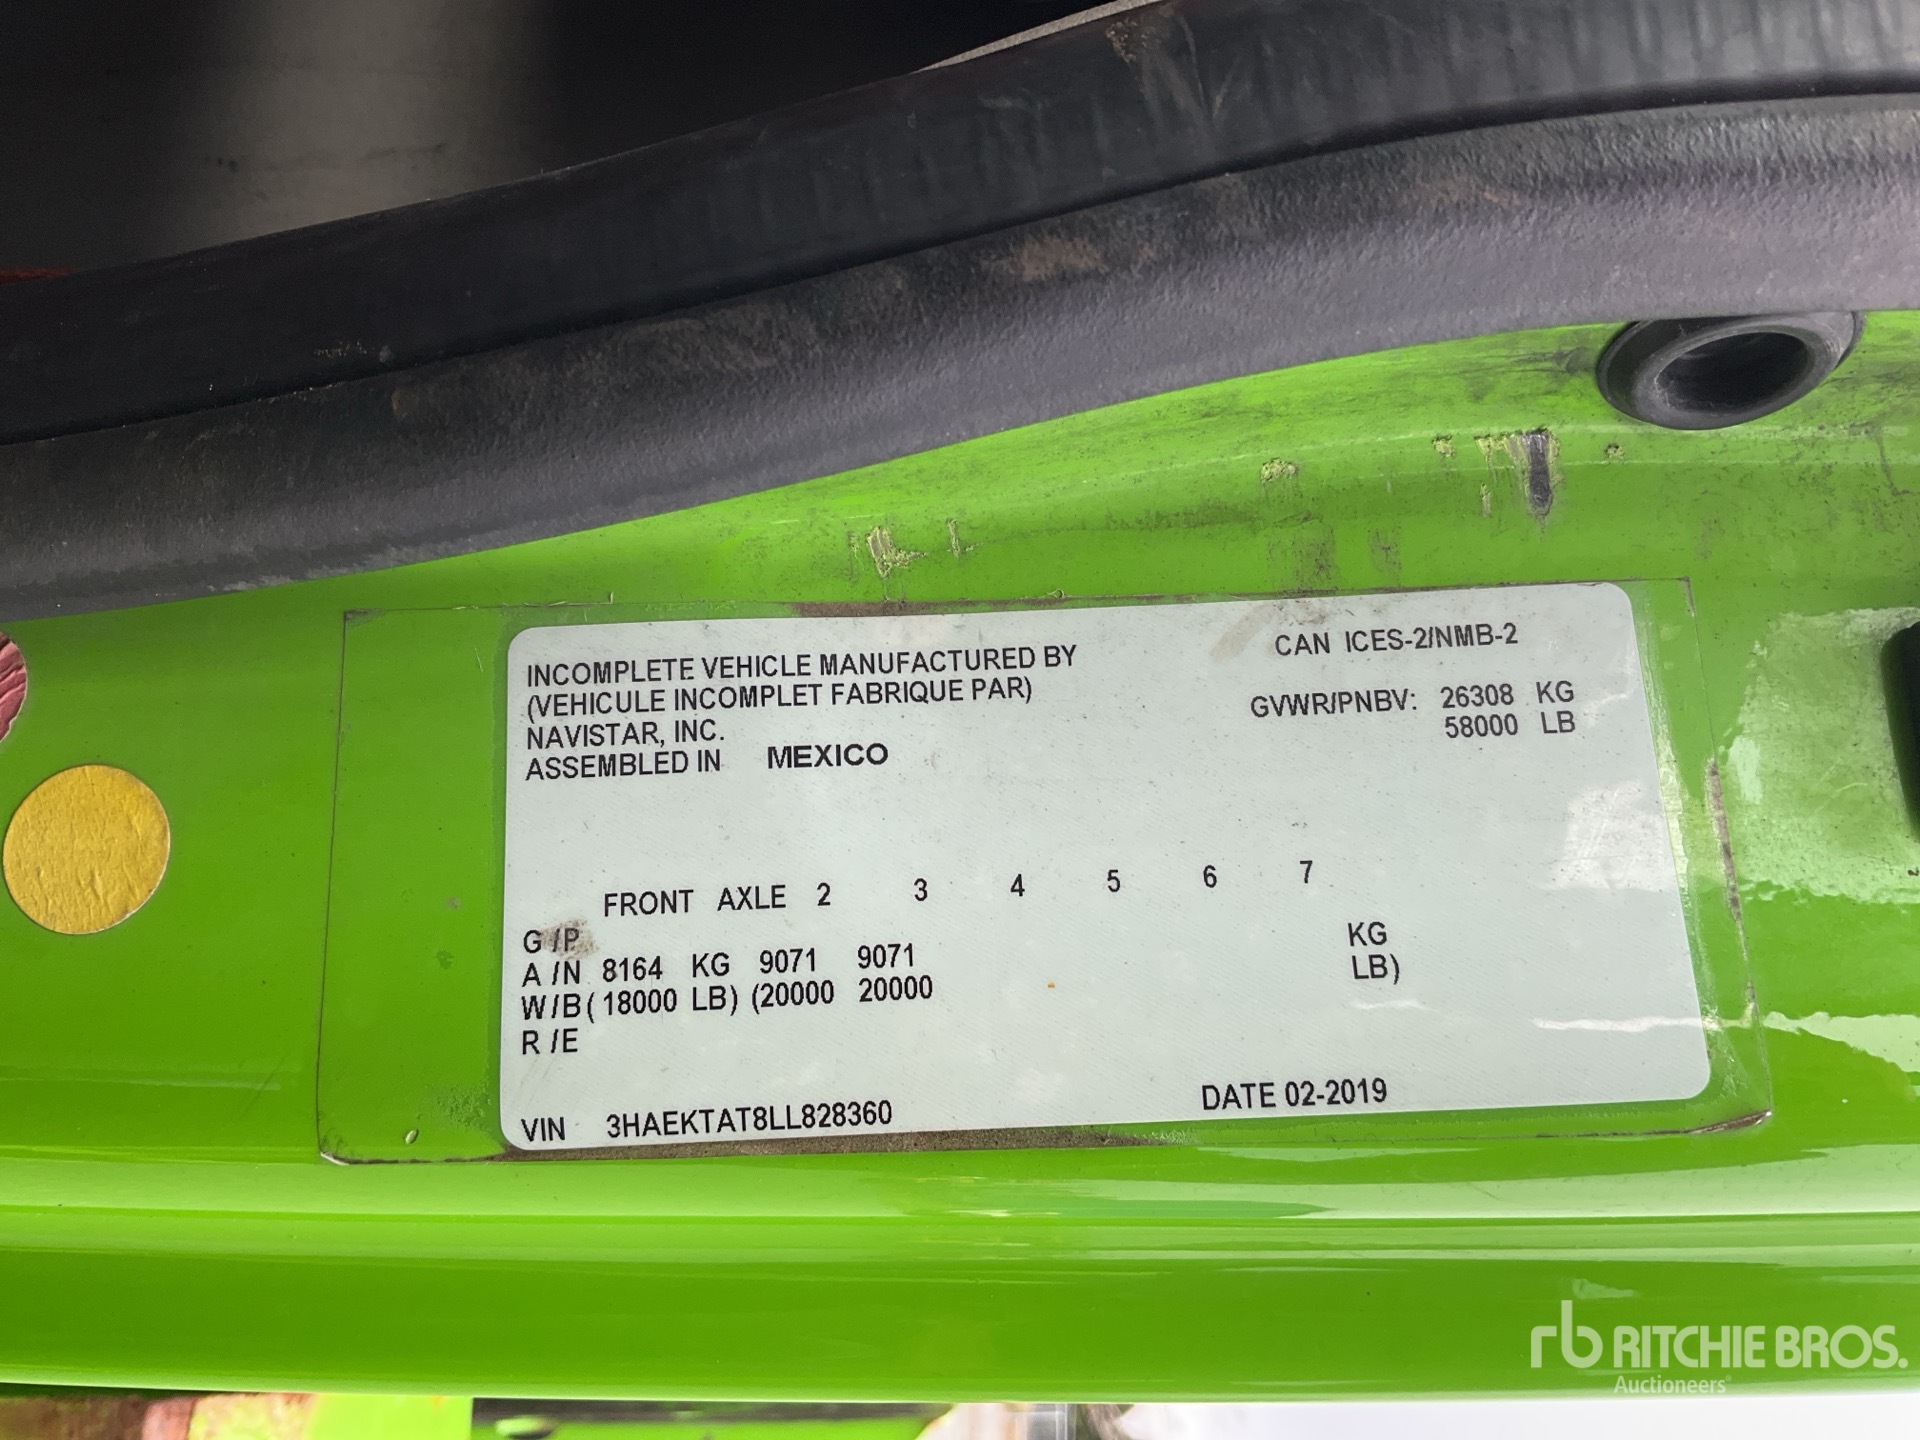 INCOMPLETE VEHICLE MANUFACTURED BY
(VEHICULE INCOMPLET FABRIQUE PAR)
NAVISTAR, INC.
ASSEMBLED IN MEXICO
CAN ICES-2/NMB-2
GVWR/PNBV: 26308 KG
58000 LB
FRONT AXLE 2 3 4 5 6 7
G /P KG
A /N 8164 KG 9071 9071 LB)
W/B ( 18000 LB) (20000 20000
R /E
VIN 3HAEKTAT8LL828360 DATE 02-2019
rb RITCHIE BROS.
Auctioneers